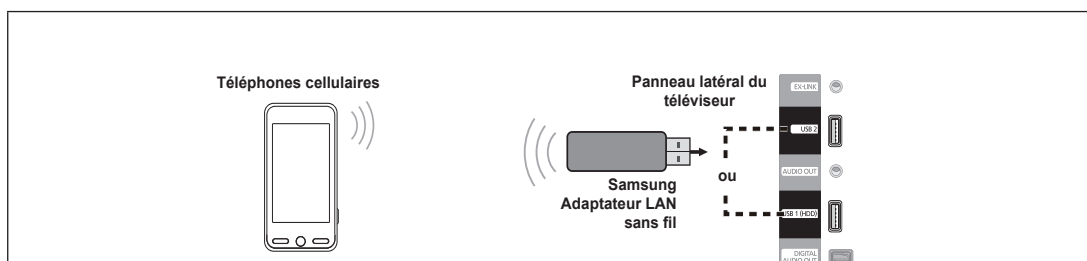 Téléphones cellulaires
Panneau latéral du
téléviseur
EX-LINK
USB 2
AUDIO OUT
ou
Samsung
Adaptateur LAN
sans fil
USB 1 (HDD)
DIGITAL
AUDIO OUT